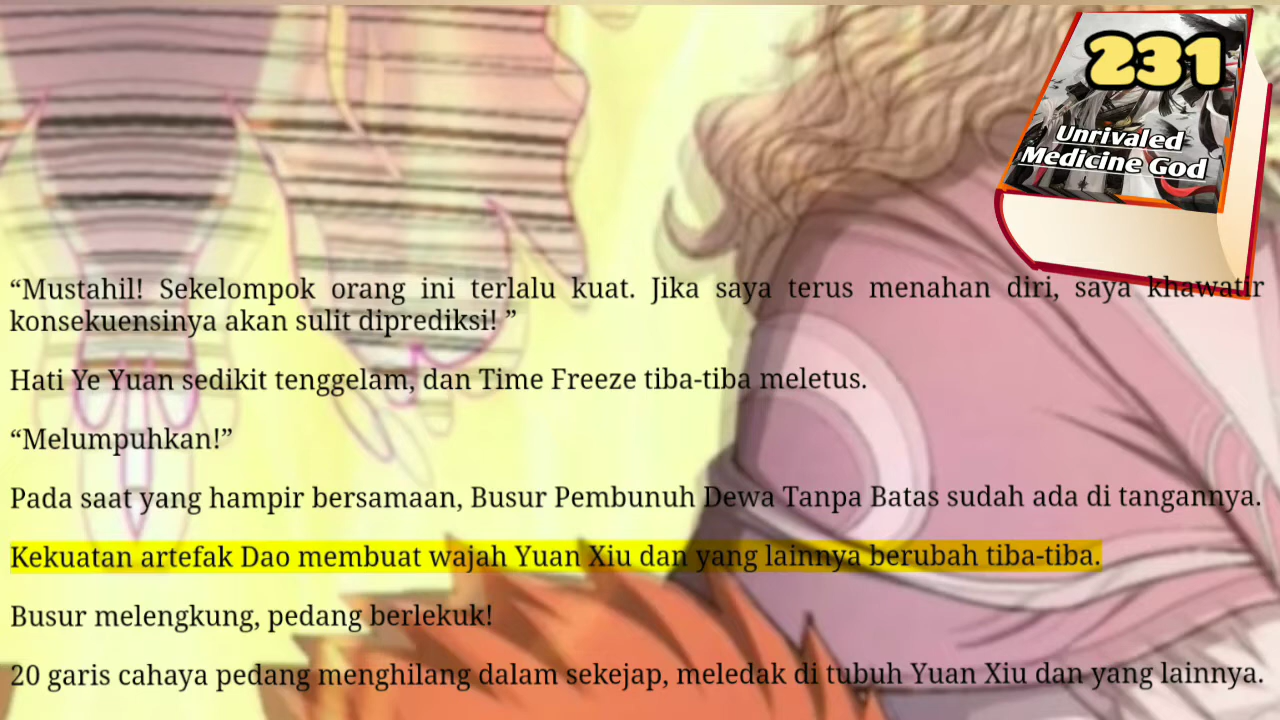 231
Unrivaled
Medicine God
“Mustahil! Sekelompok orang ini terlalu kuat. Jika saya terus menahan diri, saya khawatir
konsekuensinya akan sulit diprediksi! ”
Hati Ye Yuan sedikit tenggelam, dan Time Freeze tiba-tiba meletus.
“Melumpuhkan!”
Pada saat yang hampir bersamaan, Busur Pembunuh Dewa Tanpa Batas sudah ada di tangannya.
Kekuatan artefak Dao membuat wajah Yuan Xiu dan yang lainnya berubah tiba-tiba.
Busur melengkung, pedang berlekuk!
20 garis cahaya pedang menghilang dalam sekejap, meledak di tubuh Yuan Xiu dan yang lainnya.